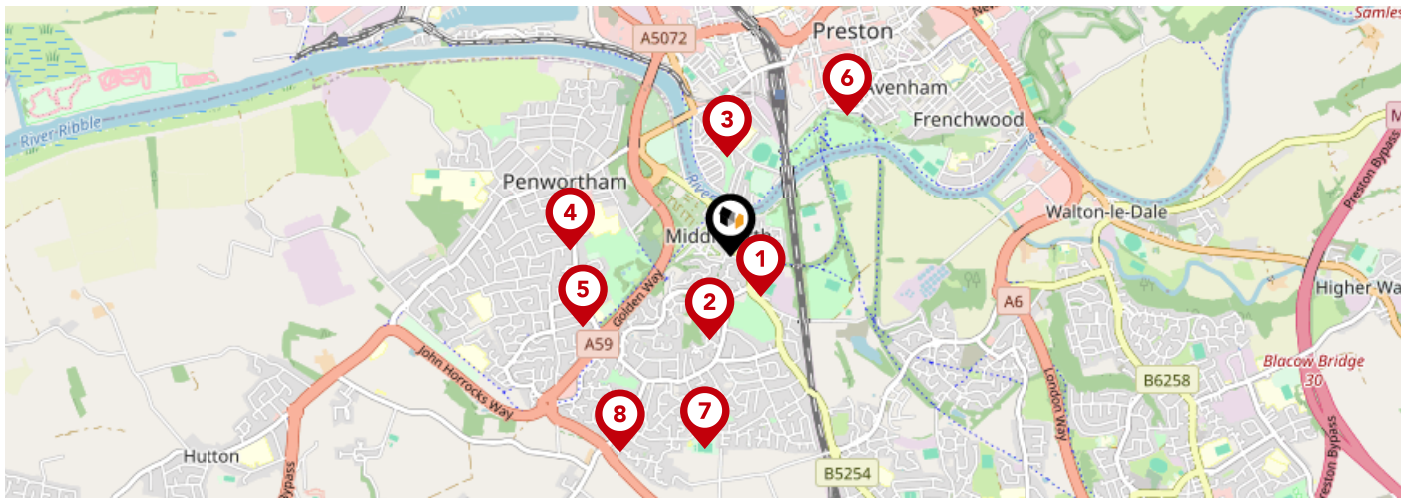 Samles
A5072
Preston
6
Avenham
3
Frenchwood
River Ribble
Preston Bypass
Penwortham
4
Walton-le-Dale
1
5
2
Golden Way
A6
Higher Wa
A59
John Horrocks Way
Blacow Bridge
30
London Way
B6258
8
7
Hutton
B5254
Bypass
Preston Bypass